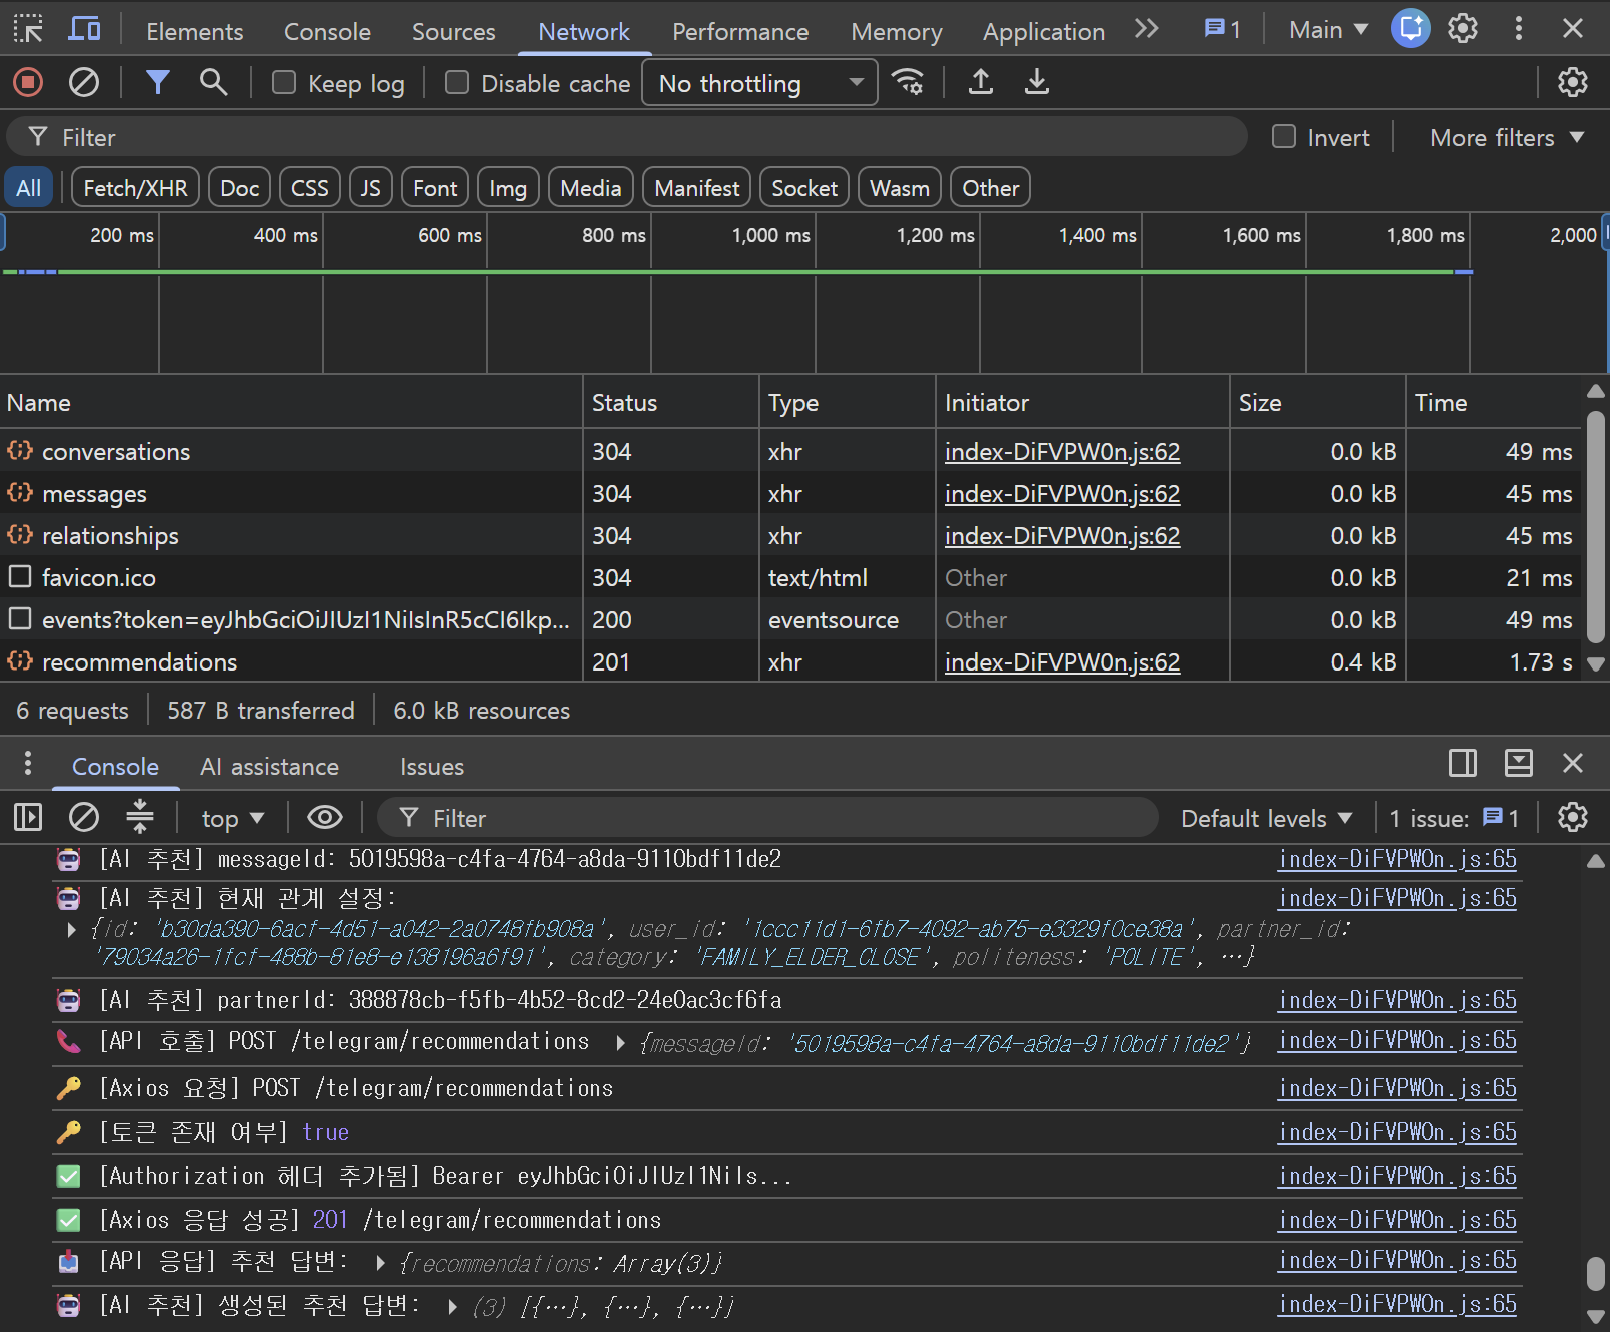 Elements Console Sources Network Performance Memory Application 1 Main
Keep log Disable cache No throttling
Filter Invert More filters
All Fetch/XHR Doc CSS JS Font Img Media Manifest Socket Wasm Other
200 ms 400 ms 600 ms 800 ms 1,000 ms 1,200 ms 1,400 ms 1,600 ms 1,800 ms 2,000
Name Status Type Initiator Size Time
conversations 304 xhr index-DiFVPW0n.js:62 0.0 kB 49 ms
messages 304 xhr index-DiFVPW0n.js:62 0.0 kB 45 ms
relationships 304 xhr index-DiFVPW0n.js:62 0.0 kB 45 ms
favicon.ico 304 text/html Other 0.0 kB 21 ms
events?token=eyJhbGciOiJIUzI1NiIsInR5cCI6Ikp... 200 eventsource Other 0.0 kB 49 ms
recommendations 201 xhr index-DiFVPW0n.js:62 0.4 kB 1.73 s
6 requests 587 B transferred 6.0 kB resources
Console AI assistance Issues
top Filter Default levels 1 issue: 1
[AI 추천] messageId: 5019598a-c4fa-4764-a8da-9110bdf11de2 index-DiFVPW0n.js:65
[AI 추천] 현재 관계 설정: index-DiFVPW0n.js:65
{id: 'b30da390-6acf-4d51-a042-2a0748fb908a', user_id: '1ccc11d1-6fb7-4092-ab75-e3329f0ce38a', partner_id:
'79034a26-1fcf-488b-81e8-e138196a6f91', category: 'FAMILY_ELDER_CLOSE', politeness: 'POLITE', …}
[AI 추천] partnerId: 388878cb-f5fb-4b52-8cd2-24e0ac3cf6fa index-DiFVPW0n.js:65
[API 호출] POST /telegram/recommendations {messageId: '5019598a-c4fa-4764-a8da-9110bdf11de2'} index-DiFVPW0n.js:65
[Axios 요청] POST /telegram/recommendations index-DiFVPW0n.js:65
[토큰 존재 여부] true index-DiFVPW0n.js:65
[Authorization 헤더 추가됨] Bearer eyJhbGciOiJIUzI1NiIs... index-DiFVPW0n.js:65
[Axios 응답 성공] 201 /telegram/recommendations index-DiFVPW0n.js:65
[API 응답] 추천 답변: {recommendations: Array(3)} index-DiFVPW0n.js:65
[AI 추천] 생성된 추천 답변: (3) [{…}, {…}, {…}] index-DiFVPW0n.js:65